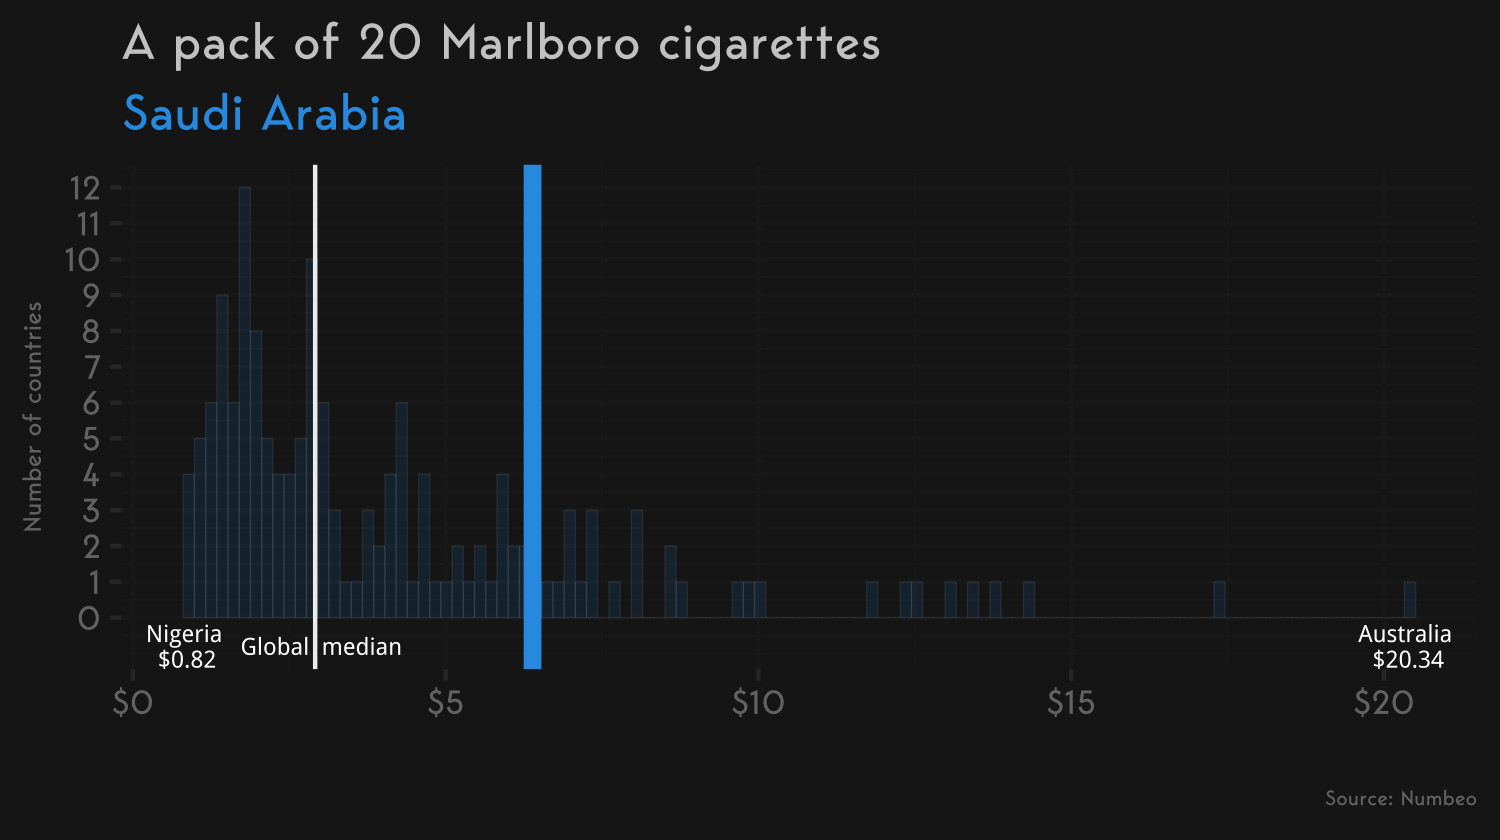 A pack of 20 Marlboro cigarettes
Saudi Arabia
Number of countries
12
11
10
9
8
7
6
5
4
3
2
1
0
Nigeria
$0.82
Global median
Australia
$20.34
$0 $5 $10 $15 $20
Source: Numbeo